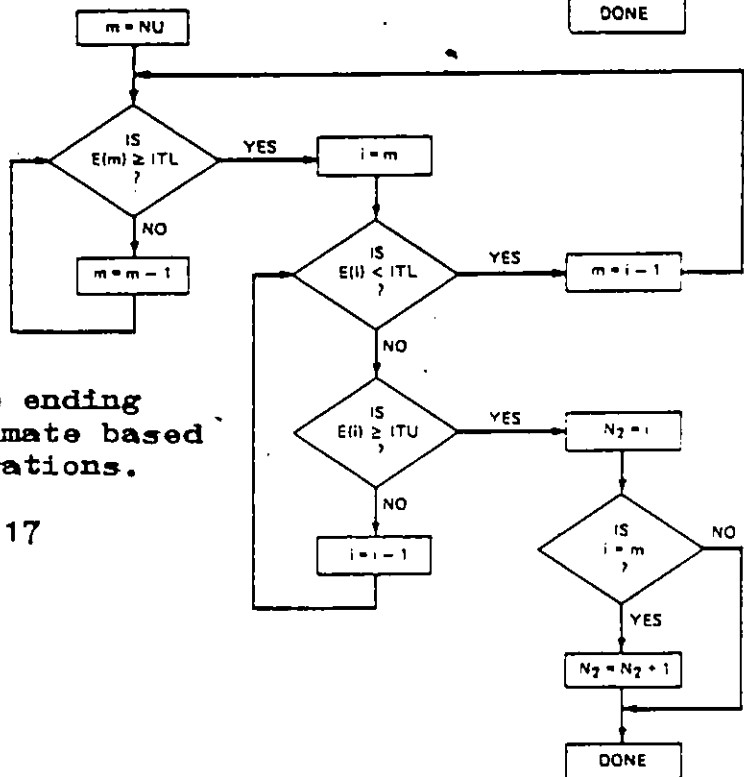 DONE
m = NU
IS
E(m) ≥ ITL
?
YES
i = m
NO
m = m - 1
IS
E(i) < ITL
?
YES
m = i - 1
NO
ending
mate based
ations.
17
IS
E(i) ≥ ITU
?
YES
N₂ = i
NO
i = i - 1
IS
i = m
?
NO
YES
N₂ = N₂ + 1
DONE